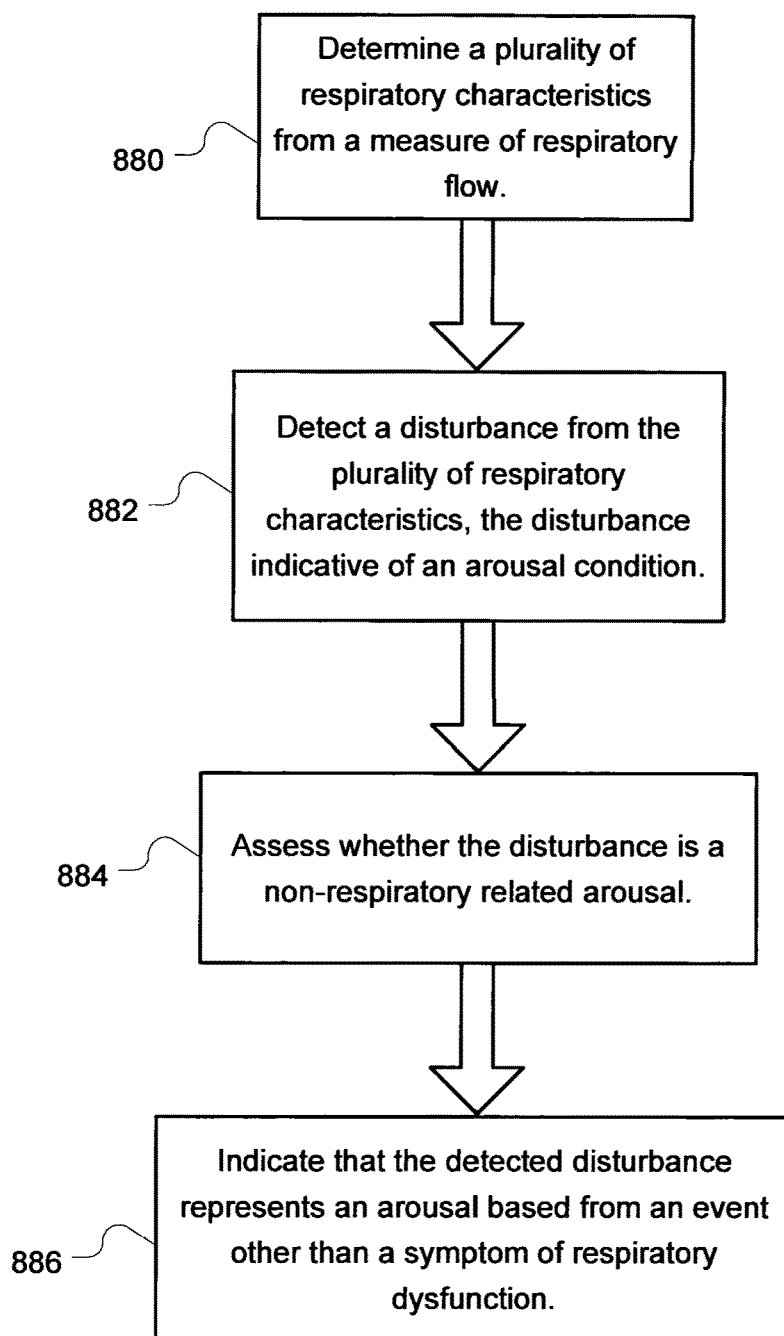 Determine a plurality of
respiratory characteristics
from a measure of respiratory
flow.
880
Detect a disturbance from the
plurality of respiratory
characteristics, the disturbance
indicative of an arousal condition.
882
Assess whether the disturbance is a
non-respiratory related arousal.
884
Indicate that the detected disturbance
represents an arousal based from an event
other than a symptom of respiratory
dysfunction.
886